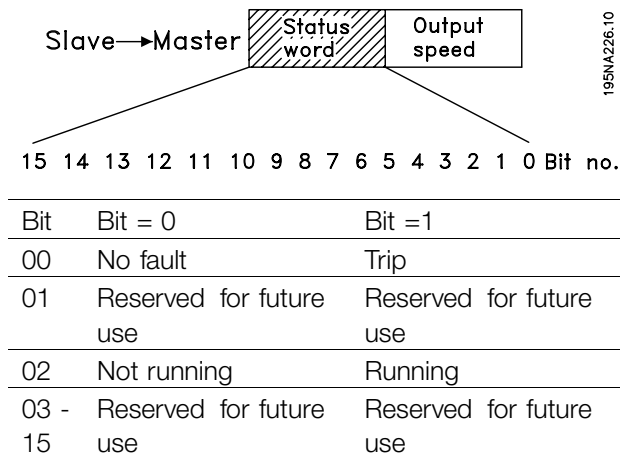 Slave→Master
Status word
Output speed
195NA226.10
15 14 13 12 11 10 9 8 7 6 5 4 3 2 1 0 Bit no.
Bit Bit = 0 Bit =1
00 No fault Trip
01 Reserved for future use Reserved for future use
02 Not running Running
03 - 15 Reserved for future use Reserved for future use